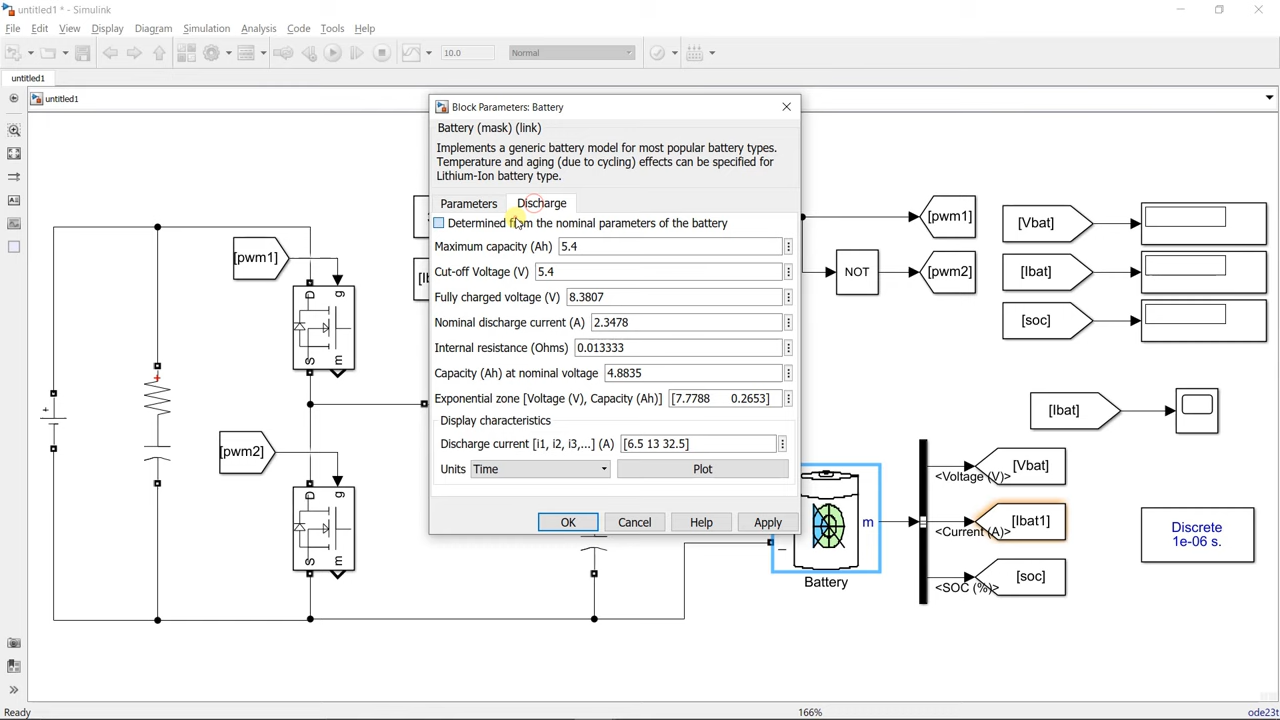 untitled1 * - Simulink
File Edit View Display Diagram Simulation Analysis Code Tools Help
10.0
Normal
untitled1
untitled1
Block Parameters: Battery
Battery (mask) (link)
Implements a generic battery model for most popular battery types.
Temperature and aging (due to cycling) effects can be specified for
Lithium-Ion battery type.
Parameters
Discharge
Determined from the nominal parameters of the battery
Maximum capacity (Ah) 5.4
Cut-off Voltage (V) 5.4
Fully charged voltage (V) 8.3807
Nominal discharge current (A) 2.3478
Internal resistance (Ohms) 0.013333
Capacity (Ah) at nominal voltage 4.8835
Exponential zone [Voltage (V), Capacity (Ah)] [7.7788 0.2653]
Display characteristics
Discharge current [i1, i2, i3,...] (A) [6.5 13 32.5]
Units Time
Plot
OK
Cancel
Help
Apply
[pwm1]
D
g
S
m
[pwm2]
D
g
S
m
+
+
[pwm1]
NOT
[pwm2]
[Vbat]
[Ibat]
[soc]
[Ibat]
m
Battery
<Voltage (V)>
[Vbat]
<Current (A)>
[Ibat1]
<SOC (%)>
[soc]
Discrete
1e-06 s.
Ready
166%
ode23t